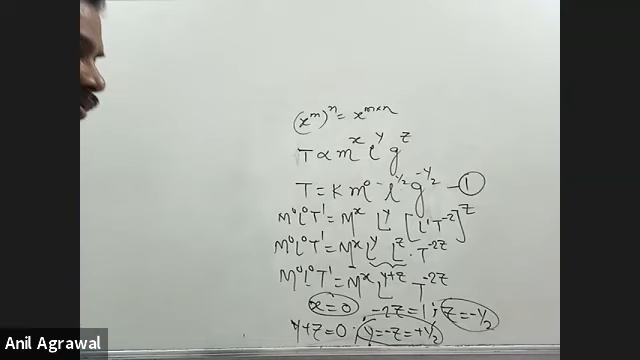 (x^m)^n = x^{m×n}
T ∝ m^x l^y g^z
T = K m^0 l^{1/2} g^{-1/2} — ①
M^0 L^0 T^1 = M^x L^y [L^1 T^{-2}]^z
M^0 L^0 T^1 = M^x L^y L^z · T^{-2z}
M^0 L^0 T^1 = M^x L^{y+z} T^{-2z}
x = 0, -2z = 1; z = -1/2
y+z = 0; y = -z = +1/2
Anil Agrawal